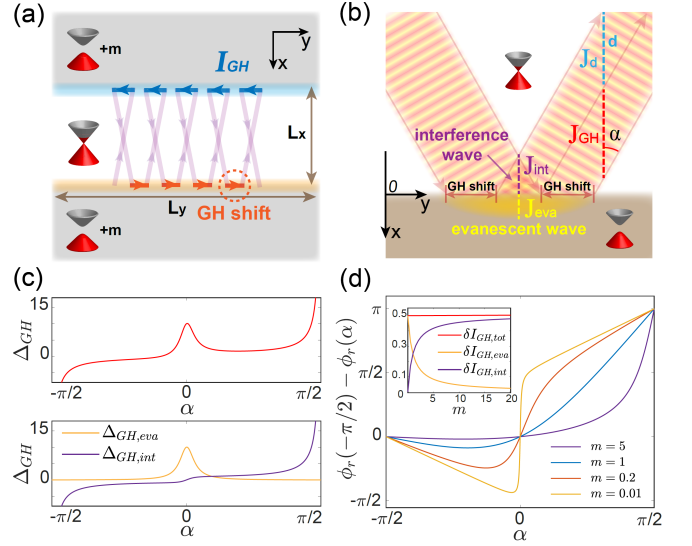 (a)
+m
y
x
I_GH
L_x
L_y
GH shift
+m
(b)
d
J_d
J_GH
α
interference
wave
J_int
0
y
GH shift
GH shift
J_eva
evanescent wave
x
(c)
15
Δ_GH
0
-π/2
0
π/2
α
15
Δ_GH,eva
Δ_GH,int
Δ_GH
0
-π/2
0
π/2
α
(d)
ϕ_r(-π/2) − ϕ_r(α)
π
π/2
0
-π/2
0.5
0.3
0.1
0
5
10
15
20
m
δI_GH,tot
δI_GH,eva
δI_GH,int
m = 5
m = 1
m = 0.2
m = 0.01
-π/2
0
π/2
α